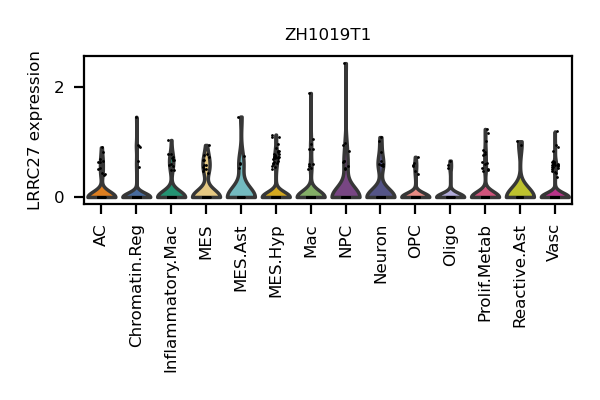 ZH1019T1
LRRC27 expression
2
0
AC
Chromatin.Reg
Inflammatory.Mac
MES
MES.Ast
MES.Hyp
Mac
NPC
Neuron
OPC
Oligo
Prolif.Metab
Reactive.Ast
Vasc